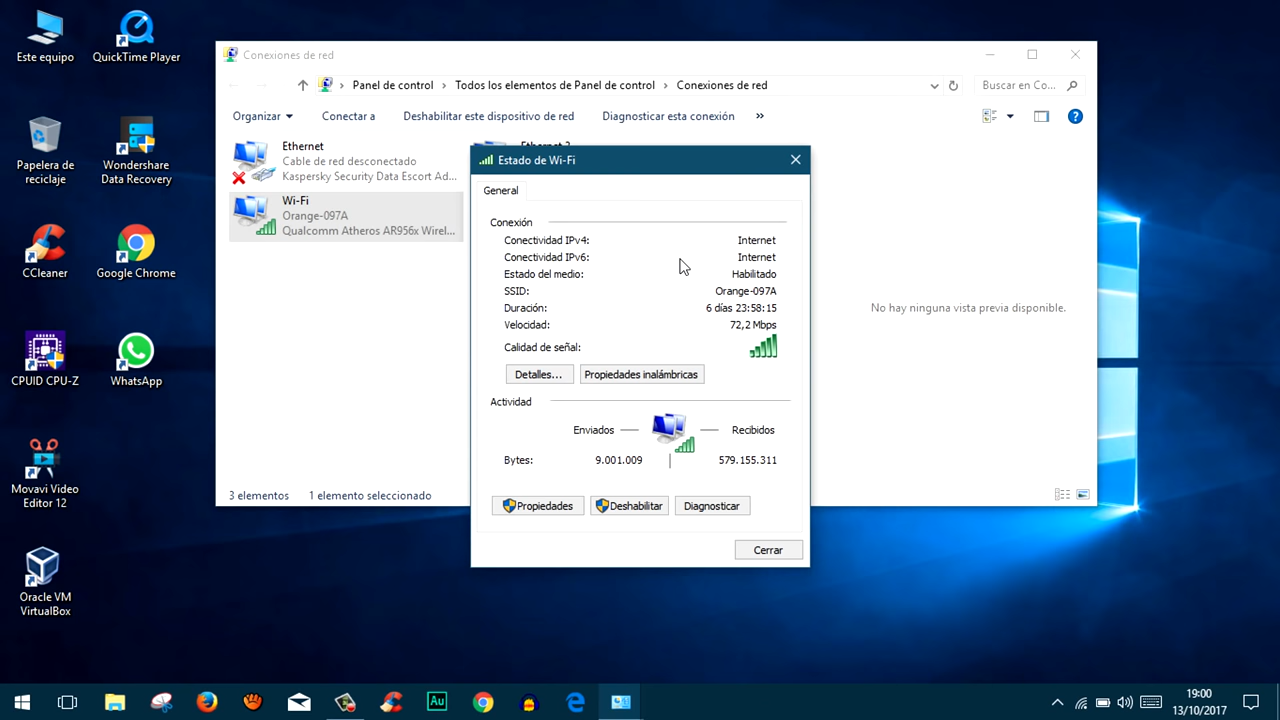 Este equipo
QuickTime Player
Papelera de
reciclaje
Wondershare
Data Recovery
CCleaner
Google Chrome
CPUID CPU-Z
WhatsApp
Movavi Video
Editor 12
Oracle VM
VirtualBox
Conexiones de red
Panel de control > Todos los elementos de Panel de control > Conexiones de red
Buscar en Co...
Organizar
Conectar a
Deshabilitar este dispositivo de red
Diagnosticar esta conexión
»
Ethernet
Cable de red desconectado
Kaspersky Security Data Escort Ad...
Wi-Fi
Orange-097A
Qualcomm Atheros AR956x Wirel...
No hay ninguna vista previa disponible.
3 elementos
1 elemento seleccionado
Estado de Wi-Fi
General
Conexión
Conectividad IPv4: Internet
Conectividad IPv6: Internet
Estado del medio: Habilitado
SSID: Orange-097A
Duración: 6 días 23:58:15
Velocidad: 72,2 Mbps
Calidad de señal:
Detalles...
Propiedades inalámbricas
Actividad
Enviados
Recibidos
Bytes: 9.001.009 579.155.311
Propiedades
Deshabilitar
Diagnosticar
Cerrar
Au
19:00
13/10/2017